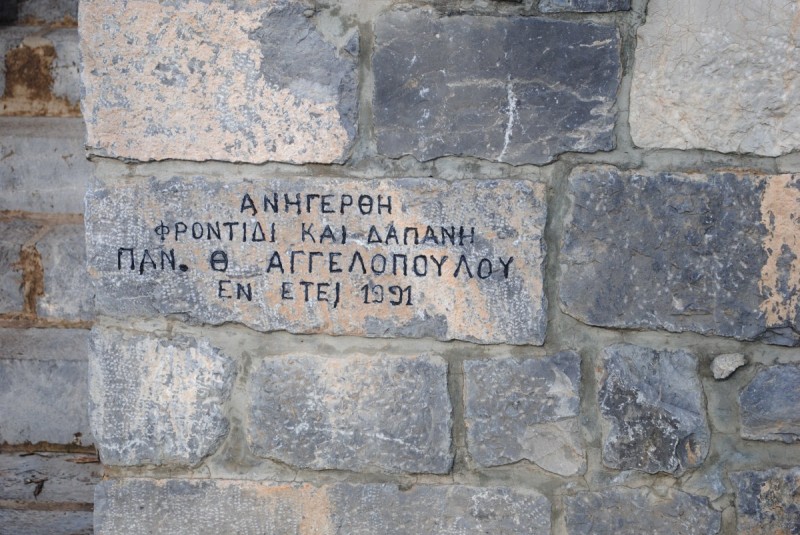 ΑΝΗΓΕΡΘΗ
ΦΡΟΝΤΙΔΙ ΚΑΙ ΔΑΠΑΝΗ
ΠΑΝ. Θ ΑΓΓΕΛΟΠΟΥΛΟΥ
ΕΝ ΕΤΕΙ 1991